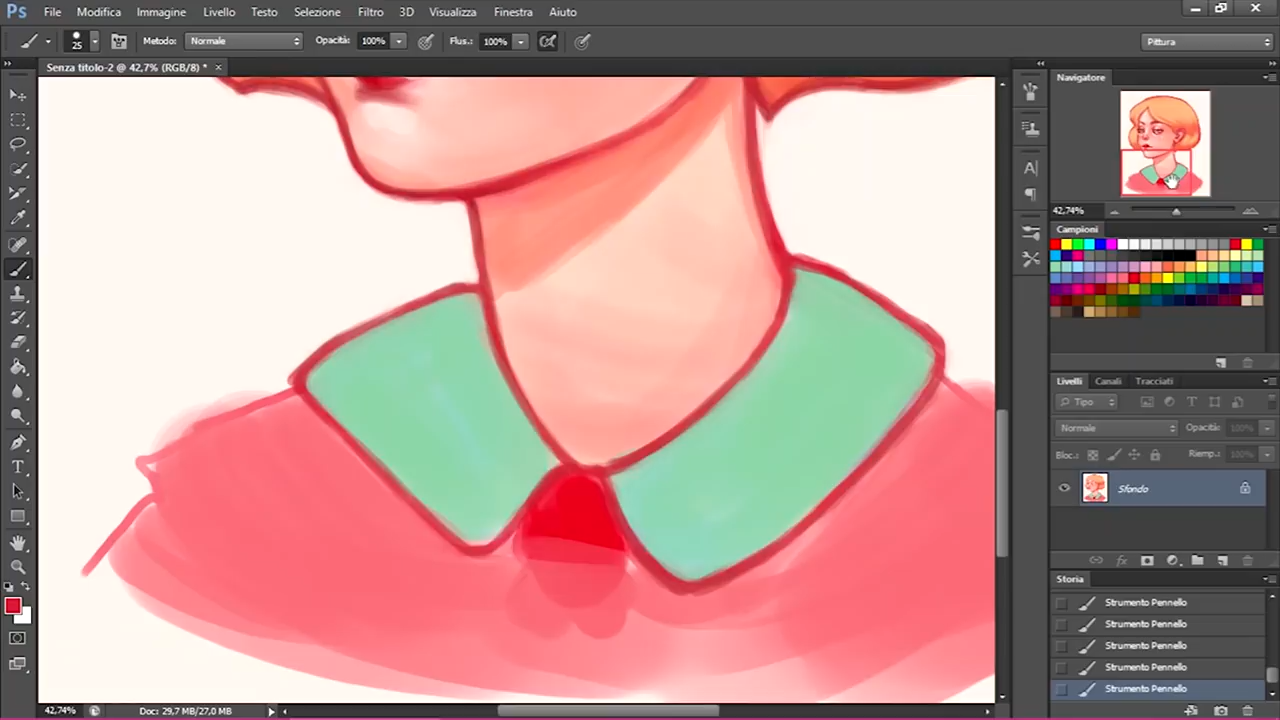 Ps File Modifica Immagine Livello Testo Selezione Filtro 3D Visualizza Finestra Aiuto
25 Metodo: Normale Opacità: 100% Flus.: 100% Pittura
Senza titolo-2 @ 42,7% (RGB/8) * ×
Navigatore
42,74%
Campioni
Livelli Canali Tracciati
Tipo
Normale Opacità: 100%
Bloc.: Riemp.: 100%
Sfondo
Storia
Strumento Pennello
Strumento Pennello
Strumento Pennello
Strumento Pennello
Strumento Pennello
42,74% Doc: 29,7 MB/27,0 MB